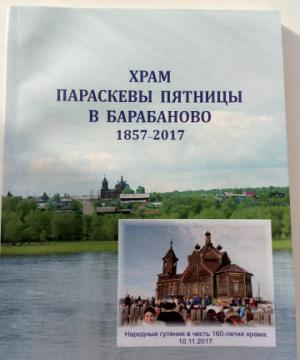 ХРАМ
ПАРАСКЕВЫ ПЯТНИЦЫ
В БАРАБАНОВО
1857-2017
Народные гуляния в честь 160-летия храма.
10.11.2017.